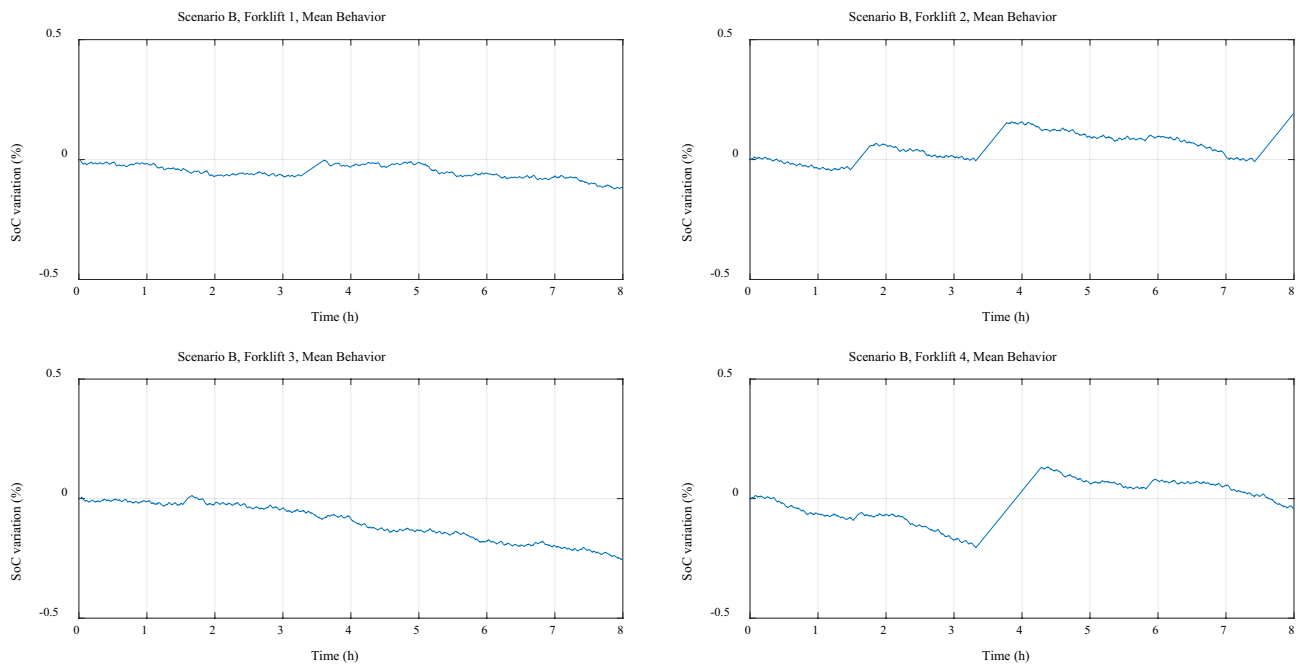 Scenario B, Forklift 1, Mean Behavior
0.5
0
-0.5
SoC variation (%)
0 1 2 3 4 5 6 7 8
Time (h)
Scenario B, Forklift 2, Mean Behavior
0.5
0
-0.5
SoC variation (%)
0 1 2 3 4 5 6 7 8
Time (h)
Scenario B, Forklift 3, Mean Behavior
0.5
0
-0.5
SoC variation (%)
0 1 2 3 4 5 6 7 8
Time (h)
Scenario B, Forklift 4, Mean Behavior
0.5
0
-0.5
SoC variation (%)
0 1 2 3 4 5 6 7 8
Time (h)